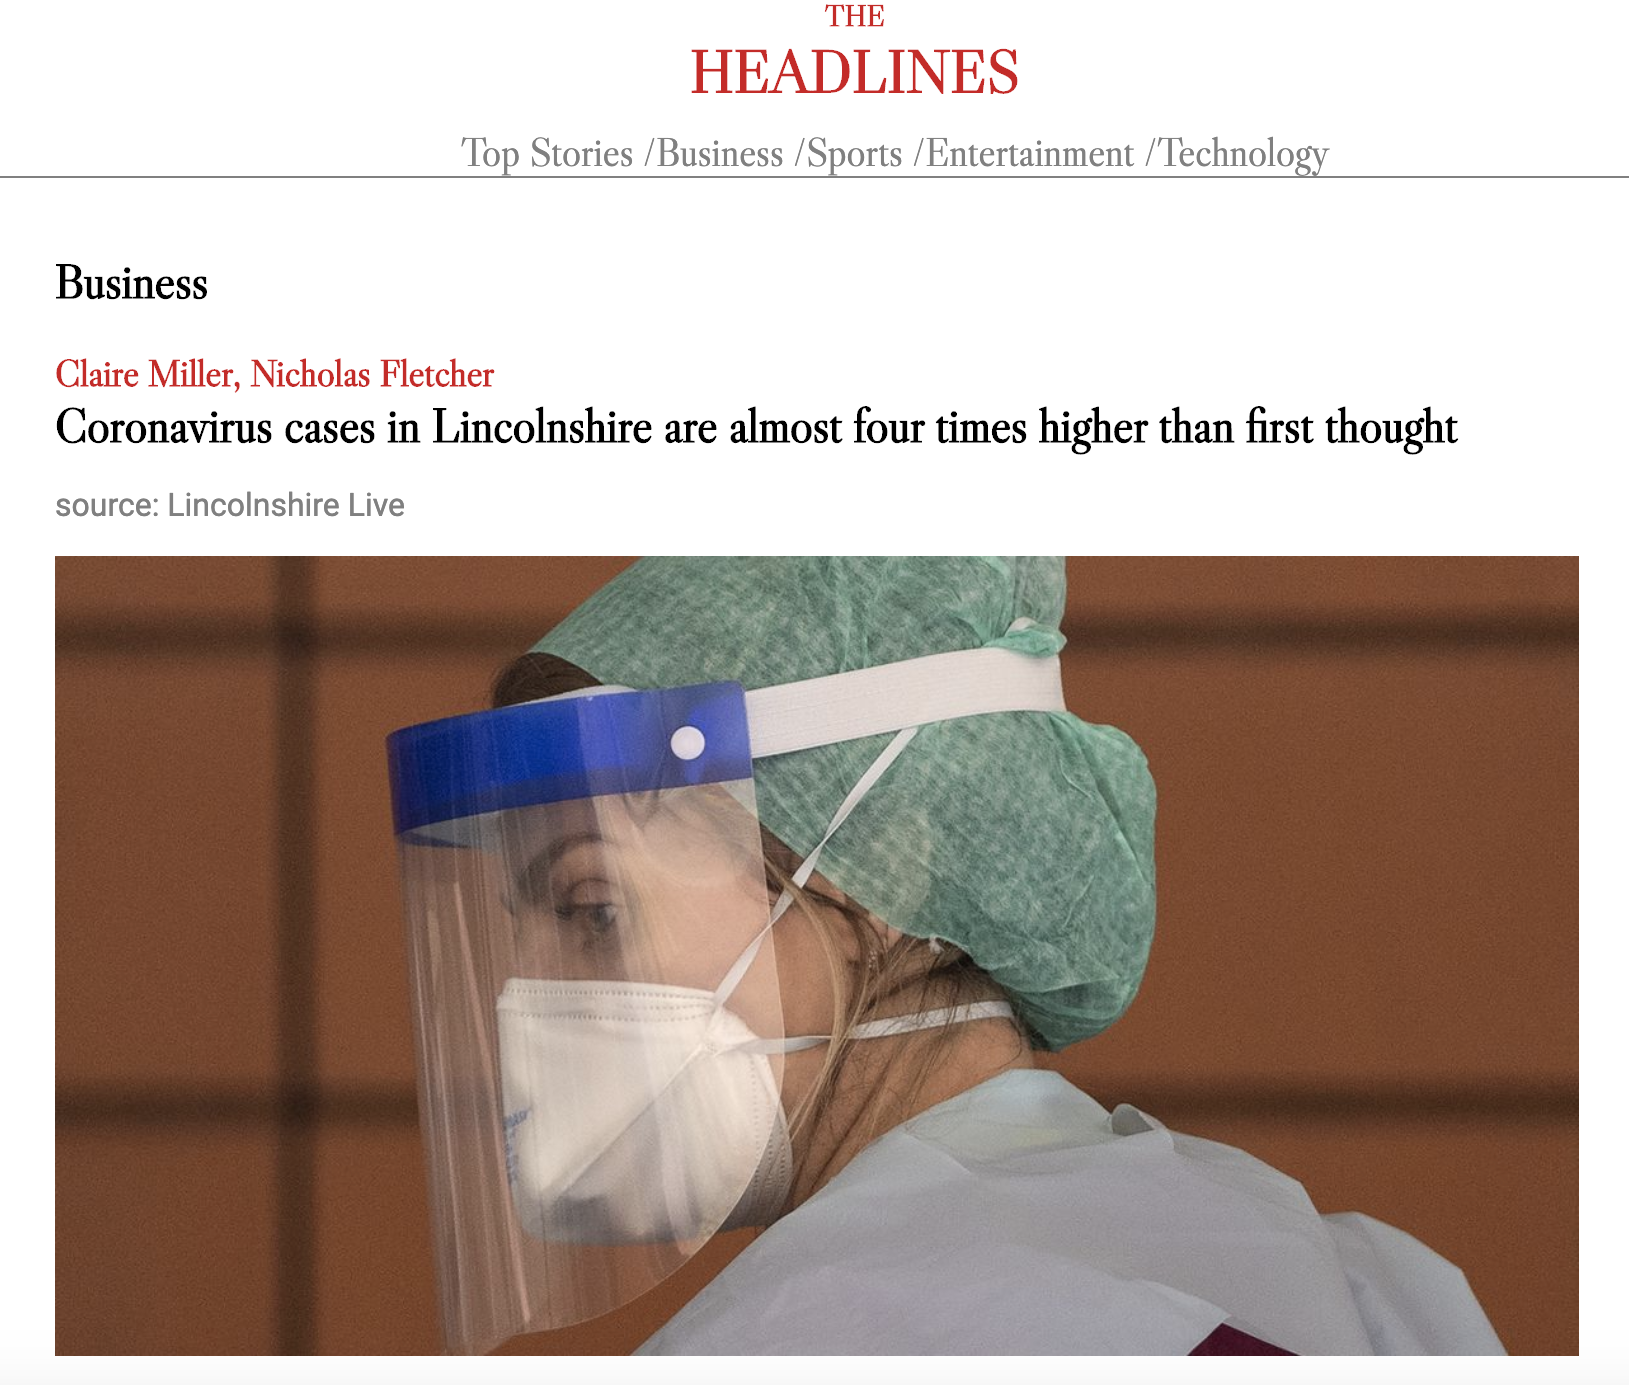 THE
HEADLINES
Top Stories /Business /Sports /Entertainment /Technology
Business
Claire Miller, Nicholas Fletcher
Coronavirus cases in Lincolnshire are almost four times higher than first thought
source: Lincolnshire Live